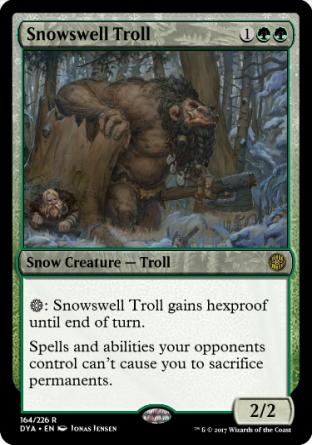 Snowswell Troll 1
Snow Creature — Troll
: Snowswell Troll gains hexproof
until end of turn.
Spells and abilities your opponents
control can't cause you to sacrifice
permanents.
164/226 R
DYA • EN Jonas Jensen
™ & © 2017 Wizards of the Coast
2/2